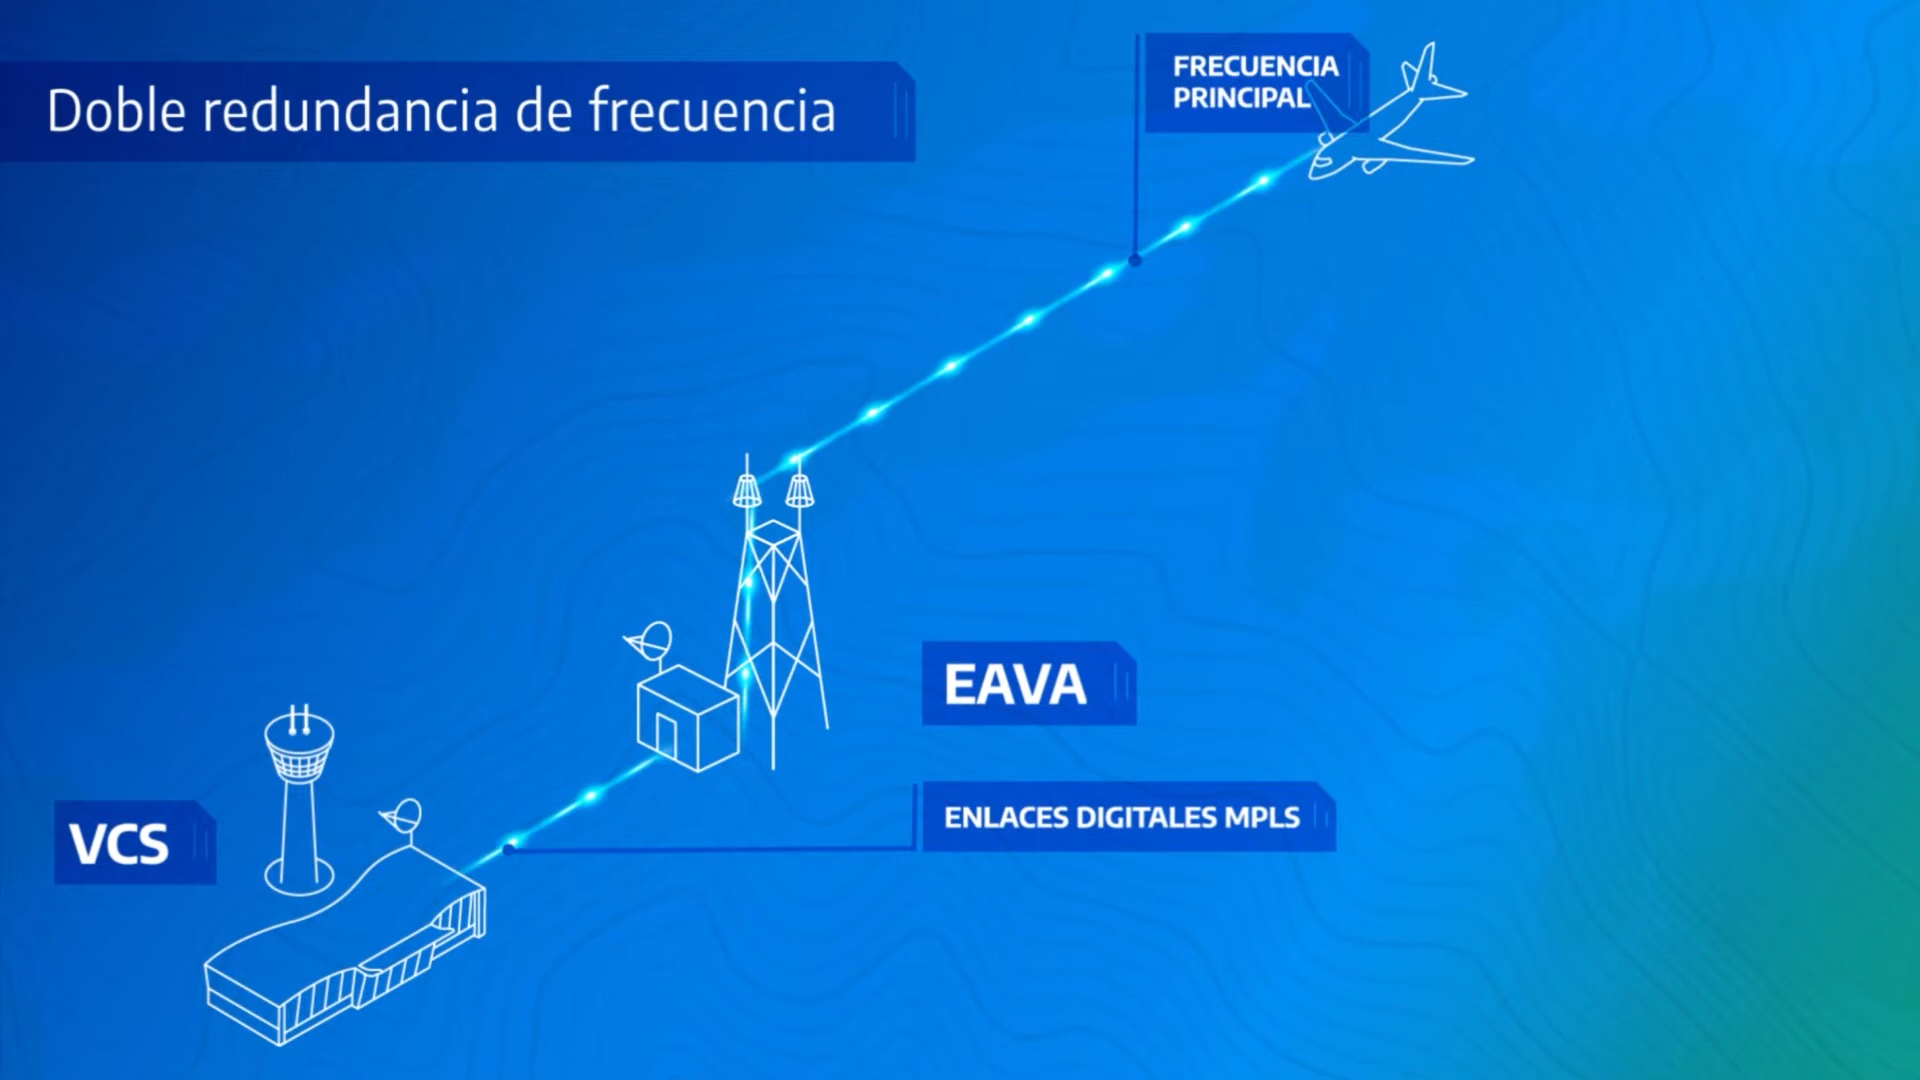 Doble redundancia de frecuencia
FRECUENCIA
PRINCIPAL
EAVA
ENLACES DIGITALES MPLS
VCS